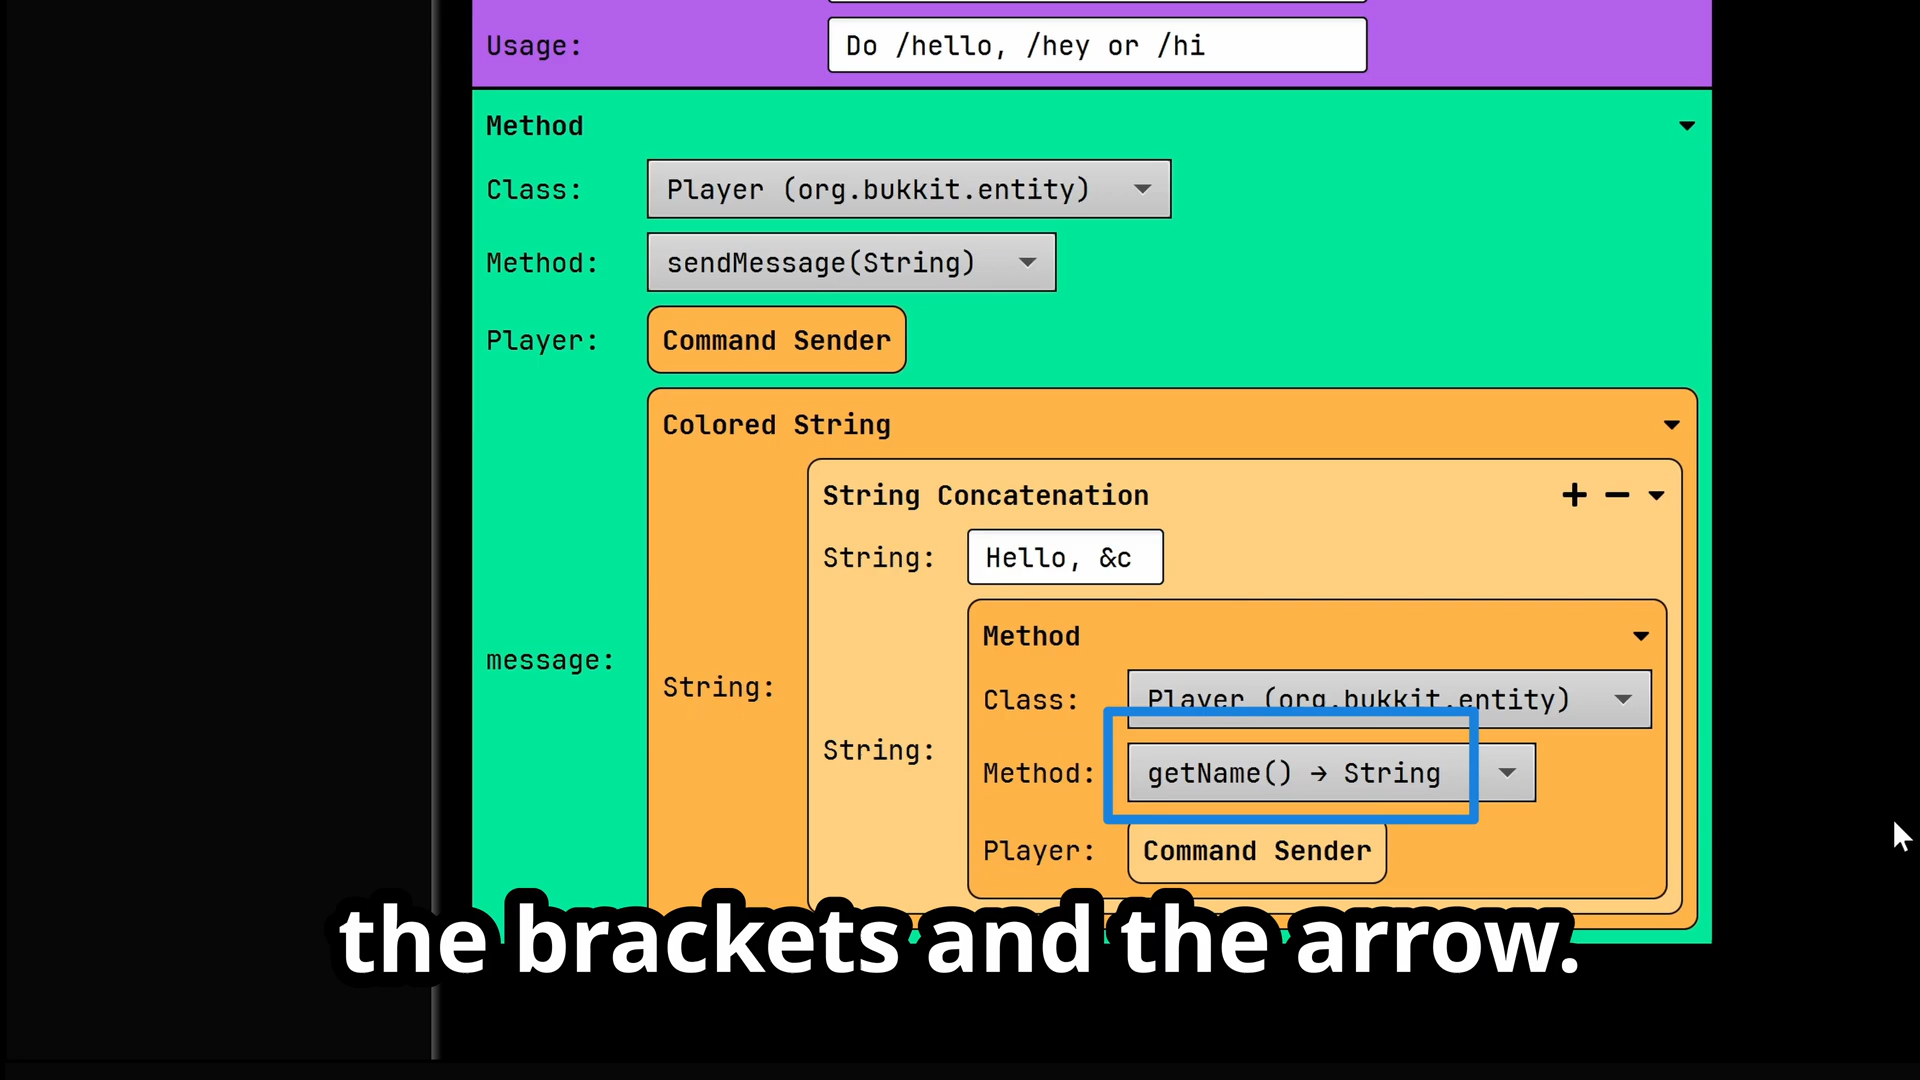 Usage: Do /hello, /hey or /hi
Method
Class: Player (org.bukkit.entity)
Method: sendMessage(String)
Player: Command Sender
Colored String
String Concatenation
String: Hello, &c
Method
message:
String:
Class: Player (org.bukkit.entity)
String:
Method: getName() → String
Player: Command Sender
the brackets and the arrow.